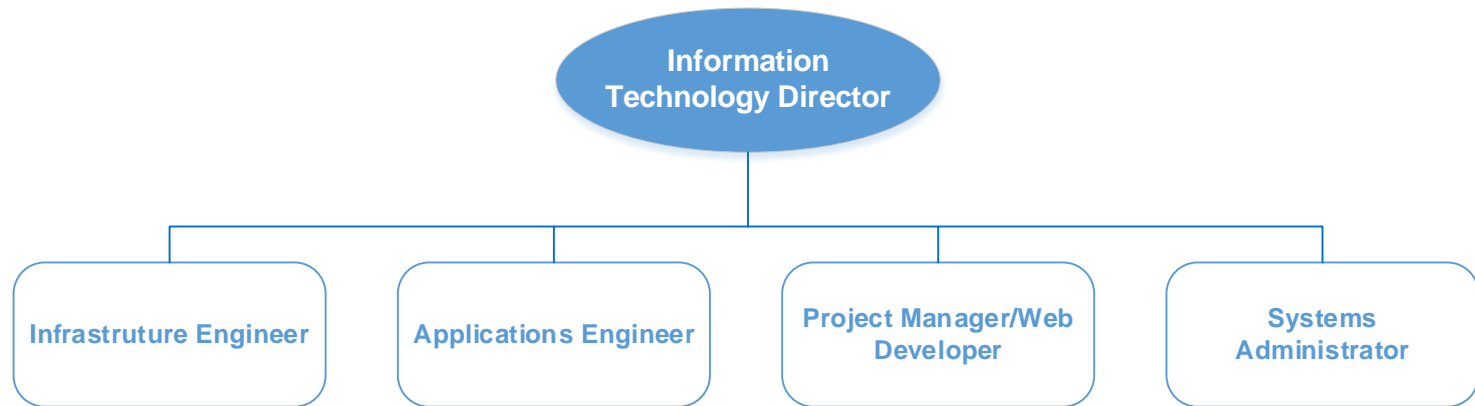 Information
Technology Director
Infrastruture Engineer
Applications Engineer
Project Manager/Web
Developer
Systems
Administrator